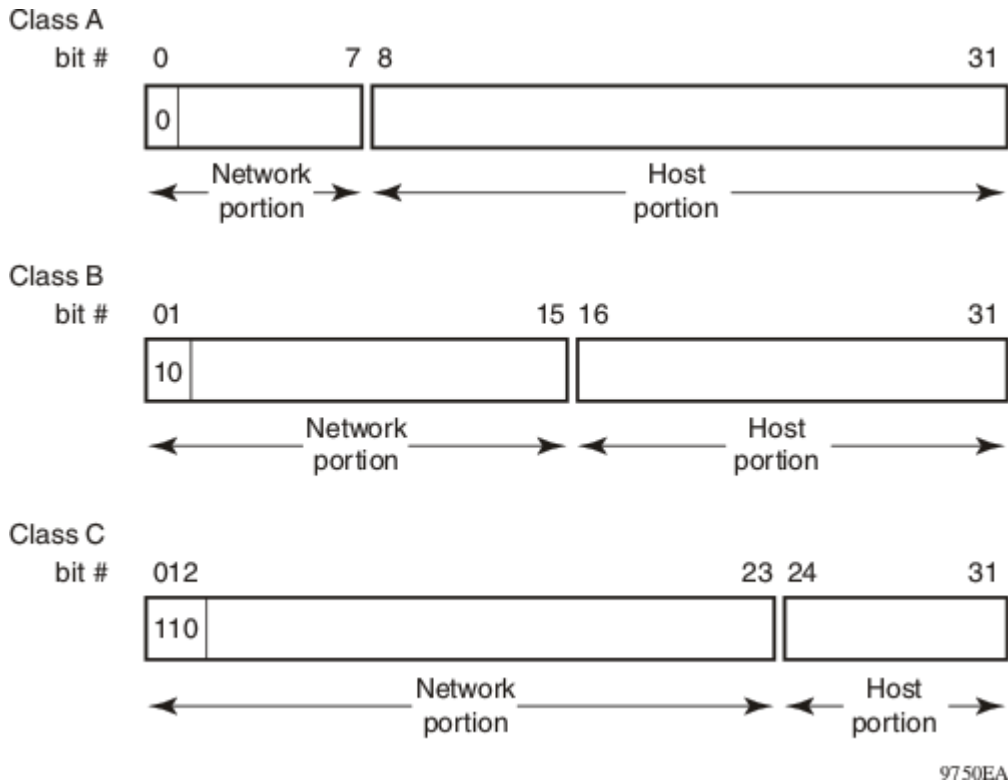 Class A
bit # 0 7 8 31
0
Network portion Host portion
Class B
bit # 01 15 16 31
10
Network portion Host portion
Class C
bit # 012 23 24 31
110
Network portion Host portion
9750EA